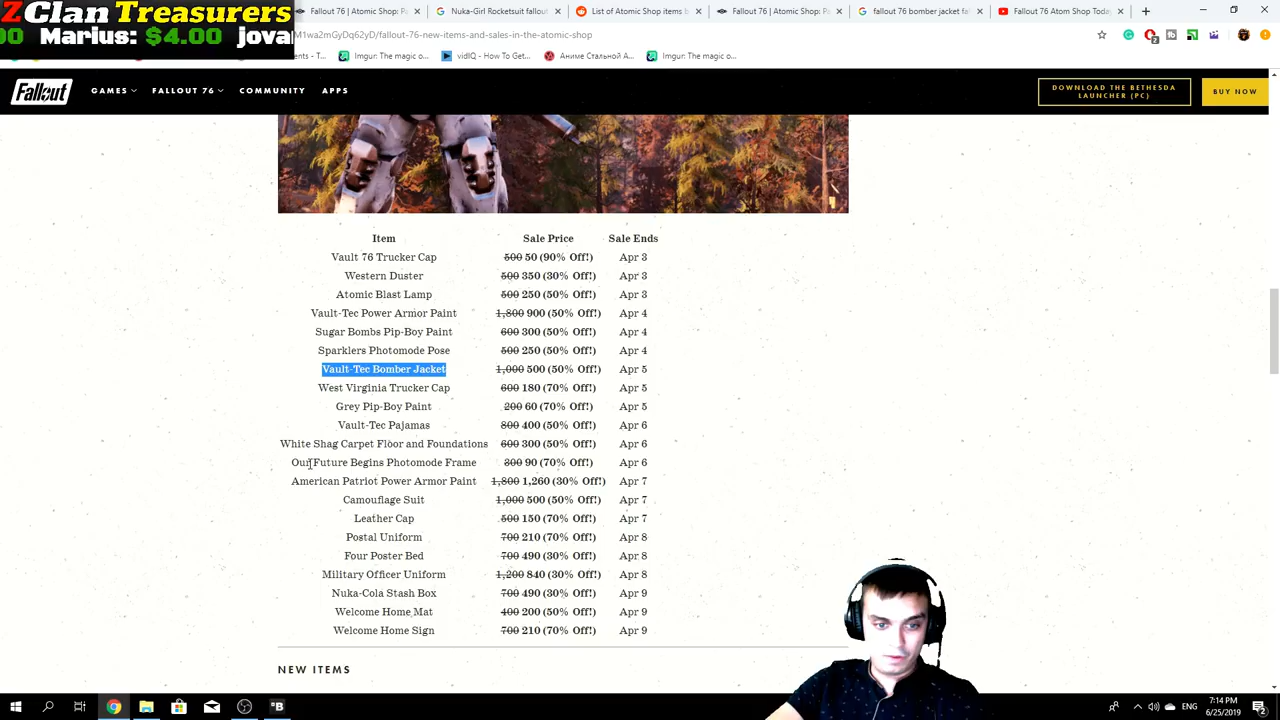 ZClan Treasurers
00 Marius: $4.00 jova
Fallout 76 | Atomic Shop: Pa
Nuka-Girl Rocketsuit fallout
List of Atomic Shop items b
Fallout 76 | Atomic Shop: P
fallout 76 bomber jacket fal
Fallout 76 Atom Shop Today
M1wa2mGyDq62yD/fallout-76-new-items-and-sales-in-the-atomic-shop
ents - T...
Imgur: The magic o...
vidIQ - How To Get...
Аниме Стальной А...
Imgur: The magic o...
Fallout
GAMES
FALLOUT 76
COMMUNITY
APPS
DOWNLOAD THE BETHESDA
LAUNCHER (PC)
BUY NOW
Item Sale Price Sale Ends
Vault 76 Trucker Cap 500 50 (90% Off!) Apr 3
Western Duster 500 350 (30% Off!) Apr 3
Atomic Blast Lamp 500 250 (50% Off!) Apr 3
Vault-Tec Power Armor Paint 1,800 900 (50% Off!) Apr 4
Sugar Bombs Pip-Boy Paint 600 300 (50% Off!) Apr 4
Sparklers Photomode Pose 500 250 (50% Off!) Apr 4
Vault-Tec Bomber Jacket 1,000 500 (50% Off!) Apr 5
West Virginia Trucker Cap 600 180 (70% Off!) Apr 5
Grey Pip-Boy Paint 200 60 (70% Off!) Apr 5
Vault-Tec Pajamas 800 400 (50% Off!) Apr 6
White Shag Carpet Floor and Foundations 600 300 (50% Off!) Apr 6
Our Future Begins Photomode Frame 300 90 (70% Off!) Apr 6
American Patriot Power Armor Paint 1,800 1,260 (30% Off!) Apr 7
Camouflage Suit 1,000 500 (50% Off!) Apr 7
Leather Cap 500 150 (70% Off!) Apr 7
Postal Uniform 700 210 (70% Off!) Apr 8
Four Poster Bed 700 490 (30% Off!) Apr 8
Military Officer Uniform 1,200 840 (30% Off!) Apr 8
Nuka-Cola Stash Box 700 490 (30% Off!) Apr 9
Welcome Home Mat 400 200 (50% Off!) Apr 9
Welcome Home Sign 700 210 (70% Off!) Apr 9
NEW ITEMS
ENG
7:14 PM
6/25/2019